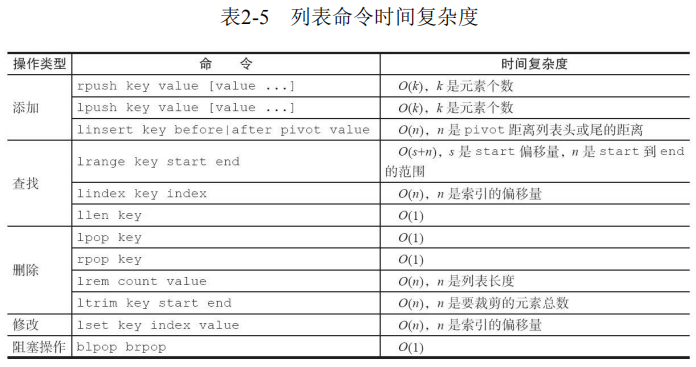 表2-5 列表命令时间复杂度
操作类型 命 令 时间复杂度
添加 rpush key value [value ...] O(k)，k 是元素个数
lpush key value [value ...] O(k)，k 是元素个数
linsert key before|after pivot value O(n)，n 是 pivot 距离列表头或尾的距离
查找 lrange key start end O(s+n)，s 是 start 偏移量，n 是 start 到 end
的范围
lindex key index O(n)，n 是索引的偏移量
llen key O(1)
删除 lpop key O(1)
rpop key O(1)
lrem count value O(n)，n 是列表长度
ltrim key start end O(n)，n 是要裁剪的元素总数
修改 lset key index value O(n)，n 是索引的偏移量
阻塞操作 blpop brpop O(1)